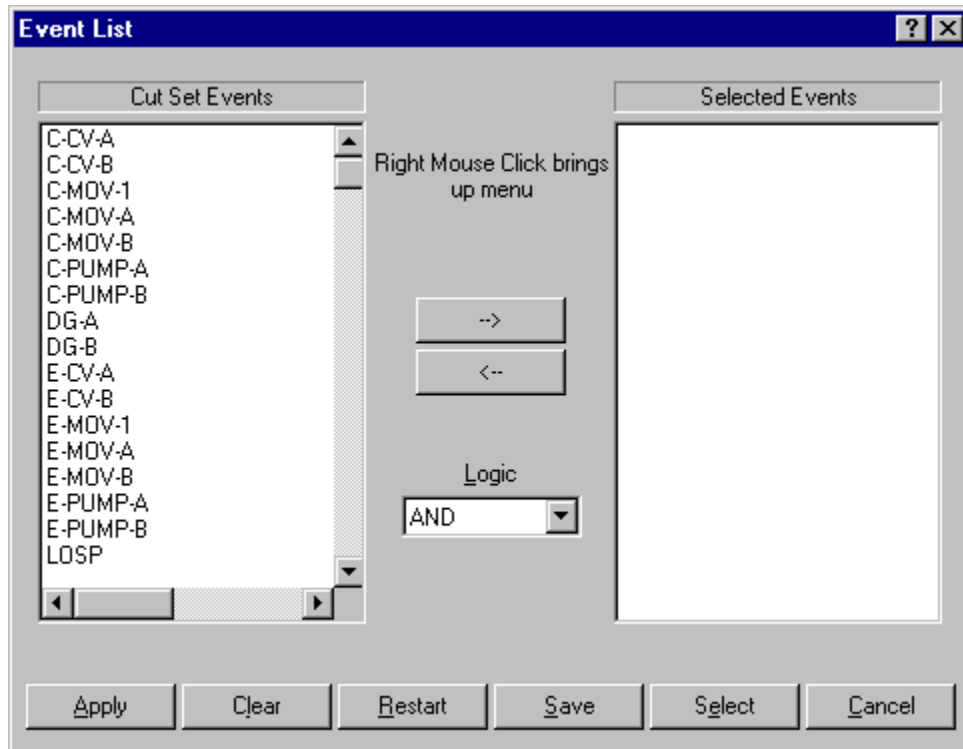 Event List
Cut Set Events
C-CV-A
C-CV-B
C-MOV-1
C-MOV-A
C-MOV-B
C-PUMP-A
C-PUMP-B
DG-A
DG-B
E-CV-A
E-CV-B
E-MOV-1
E-MOV-A
E-MOV-B
E-PUMP-A
E-PUMP-B
LOSP
Right Mouse Click brings
up menu
-->
<--
Logic
AND
Selected Events
Apply Clear Restart Save Select Cancel